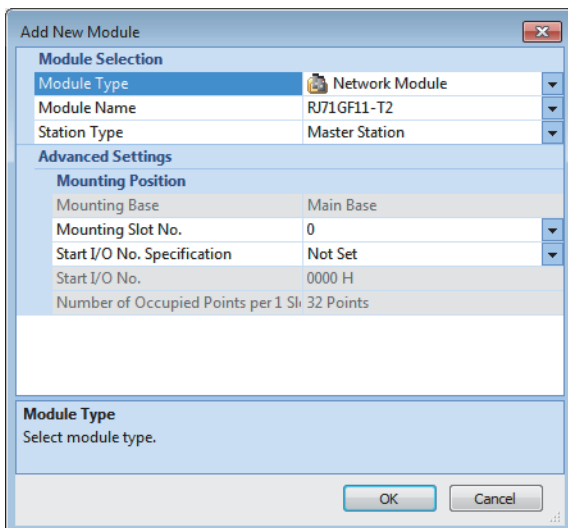 Add New Module
Module Selection
Module Type Network Module
Module Name RJ71GF11-T2
Station Type Master Station
Advanced Settings
Mounting Position
Mounting Base Main Base
Mounting Slot No. 0
Start I/O No. Specification Not Set
Start I/O No. 0000 H
Number of Occupied Points per 1 Sl 32 Points
Module Type
Select module type.
OK Cancel